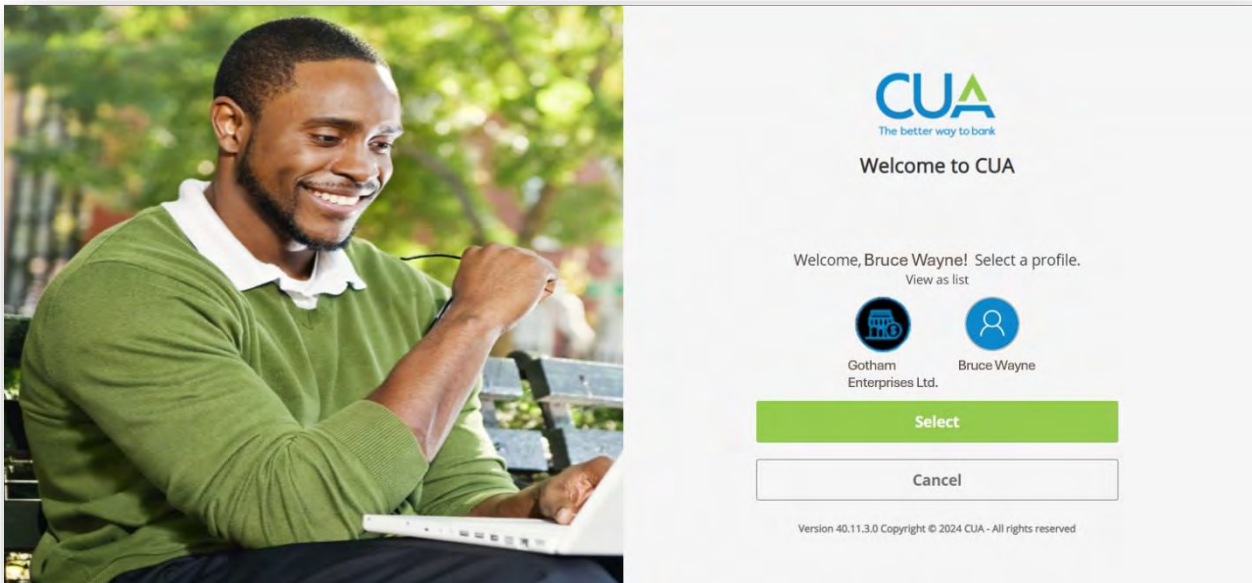 CUA
The better way to bank
Welcome to CUA
Welcome, Bruce Wayne! Select a profile.
View as list
Gotham
Enterprises Ltd.
Bruce Wayne
Select
Cancel
Version 40.11.3.0 Copyright © 2024 CUA - All rights reserved